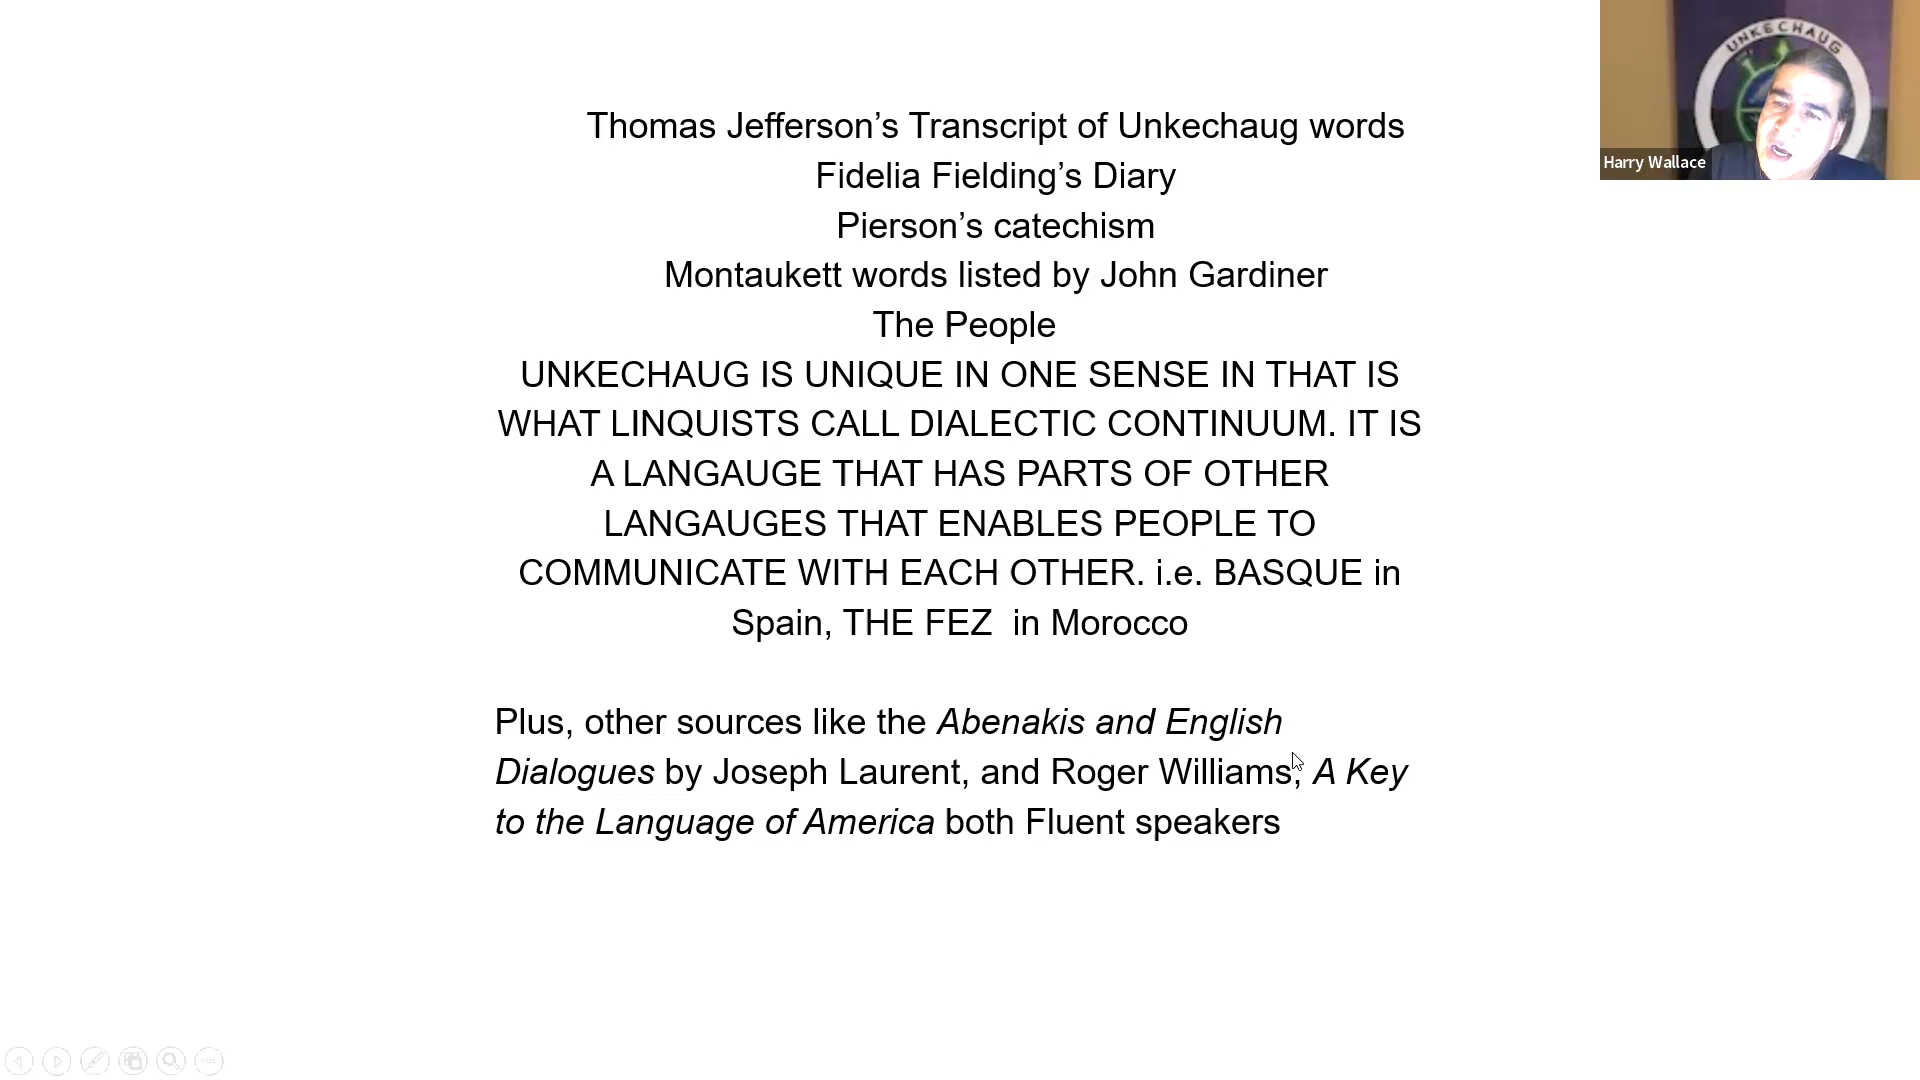 UNKECHAUG
Harry Wallace
Thomas Jefferson’s Transcript of Unkechaug words
Fidelia Fielding’s Diary
Pierson’s catechism
Montaukett words listed by John Gardiner
The People
UNKECHAUG IS UNIQUE IN ONE SENSE IN THAT IS
WHAT LINQUISTS CALL DIALECTIC CONTINUUM. IT IS
A LANGAUGE THAT HAS PARTS OF OTHER
LANGAUGES THAT ENABLES PEOPLE TO
COMMUNICATE WITH EACH OTHER. i.e. BASQUE in
Spain, THE FEZ  in Morocco
Plus, other sources like the Abenakis and English
Dialogues by Joseph Laurent, and Roger Williams, A Key
to the Language of America both Fluent speakers